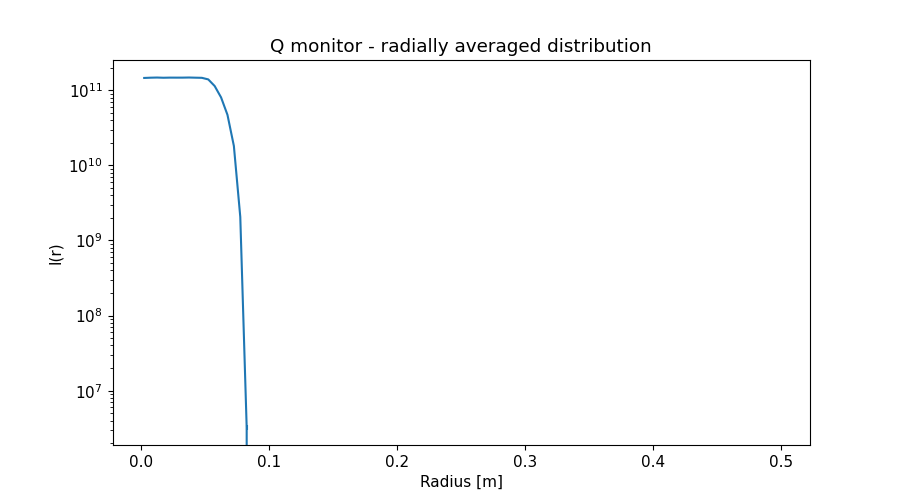 Q monitor - radially averaged distribution
10¹¹
10¹⁰
10⁹
10⁸
10⁷
I(r)
0.0 0.1 0.2 0.3 0.4 0.5
Radius [m]